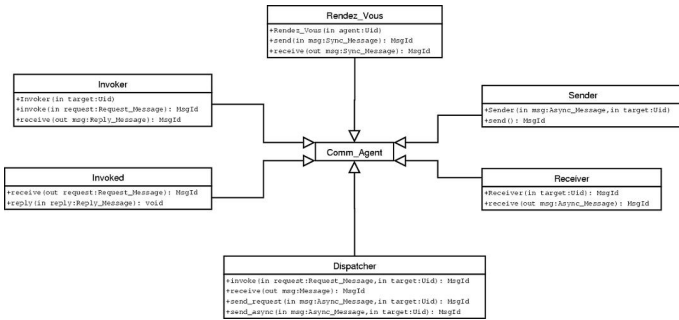 Rendez_Vous
+Rendez_Vous(in agent:Uid)
+send(in msg:Sync_Message): MsgId
+receive(out msg:Sync_Message): MsgId
Invoker
+Invoker(in target:Uid)
+invoke(in request:Request_Message): MsgId
+receive(out msg:Reply_Message): MsgId
Sender
+Sender(in msg:Async_Message,in target:Uid)
+send(): MsgId
Comm_Agent
Invoked
+receive(out request:Request_Message): MsgId
+reply(in reply:Reply_Message): void
Receiver
+Receiver(in target:Uid): MsgId
+receive(out msg:Async_Message): MsgId
Dispatcher
+invoke(in request:Request_Message,in target:Uid): MsgId
+receive(out msg:Message): MsgId
+send_request(in msg:Async_Message,in target:Uid): MsgId
+send_async(in msg:Async_Message,in target:Uid): MsgId